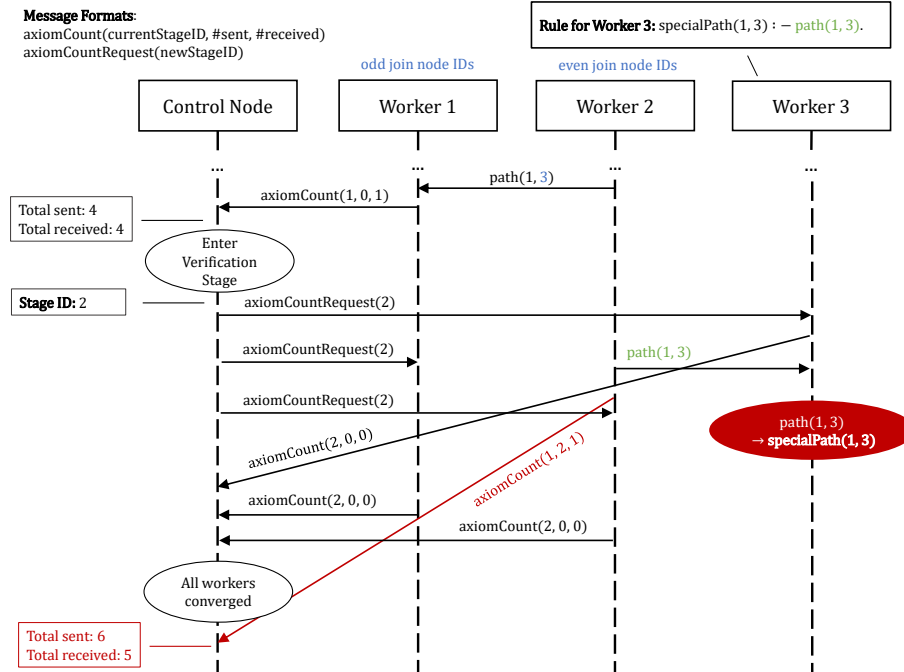 Message Formats:
axiomCount(currentStageID, #sent, #received)
axiomCountRequest(newStageID)
Rule for Worker 3: specialPath(1, 3) : − path(1, 3).
odd join node IDs
even join node IDs
Control Node
Worker 1
Worker 2
Worker 3
... ... ... ...
path(1, 3)
axiomCount(1, 0, 1)
Total sent: 4
Total received: 4
Enter
Verification
Stage
Stage ID: 2
axiomCountRequest(2)
axiomCountRequest(2)
path(1, 3)
axiomCountRequest(2)
path(1, 3)
→ specialPath(1, 3)
axiomCount(2, 0, 0)
axiomCount(1, 2, 1)
axiomCount(2, 0, 0)
axiomCount(2, 0, 0)
All workers
converged
Total sent: 6
Total received: 5